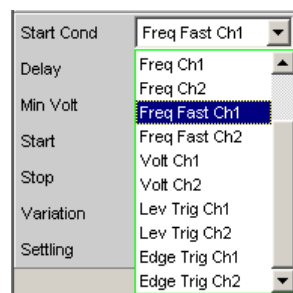 Start Cond Freq Fast Ch1
Delay
Min Volt
Start
Stop
Variation
Settling
Freq Ch1
Freq Ch2
Freq Fast Ch1
Freq Fast Ch2
Volt Ch1
Volt Ch2
Lev Trig Ch1
Lev Trig Ch2
Edge Trig Ch1
Edge Trig Ch2